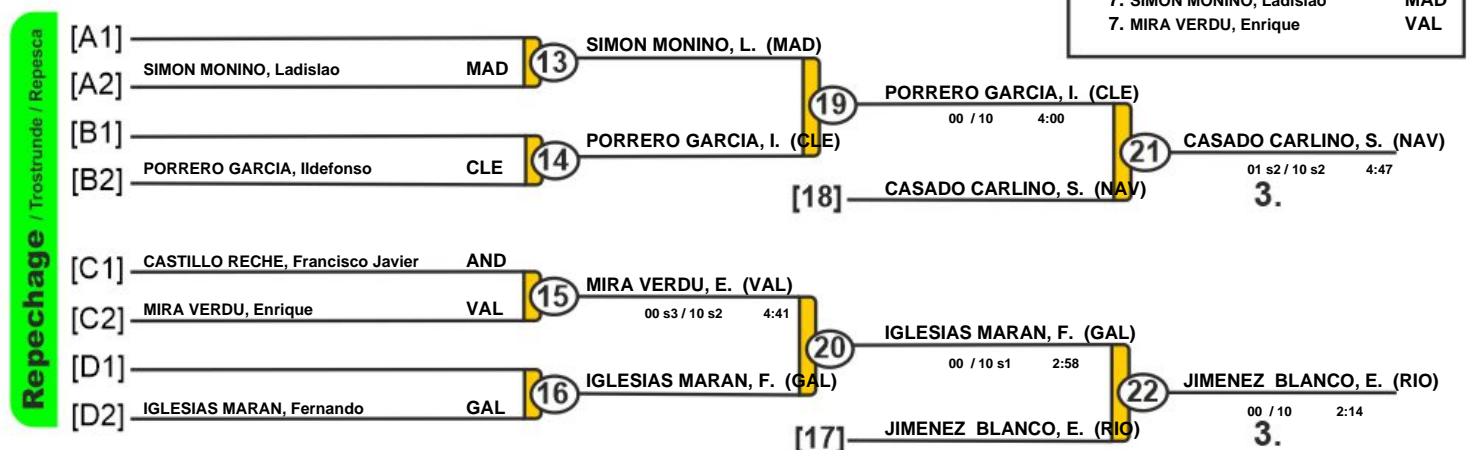 7. SIMON MONINO, Ladislao MAD
7. MIRA VERDU, Enrique VAL
Repechage / Trostrunde / Repesca
[A1]
[A2] SIMON MONINO, Ladislao MAD
13
SIMON MONINO, L. (MAD)
[B1]
[B2] PORRERO GARCIA, Ildefonso CLE
14
PORRERO GARCIA, I. (CLE)
19
PORRERO GARCIA, I. (CLE)
00 / 10 4:00
[18] CASADO CARLINO, S. (NAV)
21
CASADO CARLINO, S. (NAV)
01 s2 / 10 s2 4:47
3.
[C1] CASTILLO RECHE, Francisco Javier AND
[C2] MIRA VERDU, Enrique VAL
15
MIRA VERDU, E. (VAL)
00 s3 / 10 s2 4:41
[D1]
[D2] IGLESIAS MARAN, Fernando GAL
16
IGLESIAS MARAN, F. (GAL)
20
IGLESIAS MARAN, F. (GAL)
00 / 10 s1 2:58
[17] JIMENEZ BLANCO, E. (RIO)
22
JIMENEZ BLANCO, E. (RIO)
00 / 10 2:14
3.